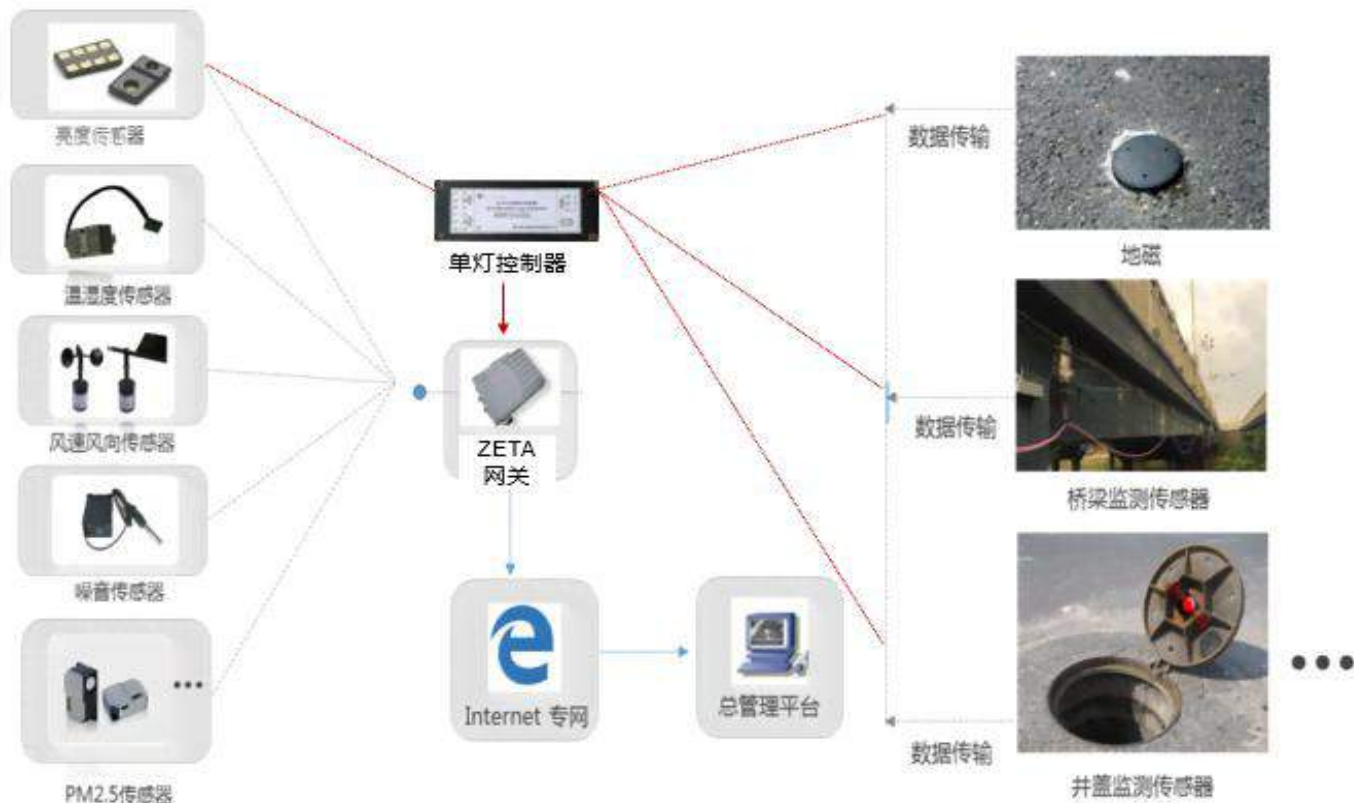 亮度传感器
温湿度传感器
风速风向传感器
噪音传感器
PM2.5传感器
单灯控制器
ZETA
网关
Internet 专网
总管理平台
数据传输
地磁
数据传输
桥梁监测传感器
数据传输
井盖监测传感器